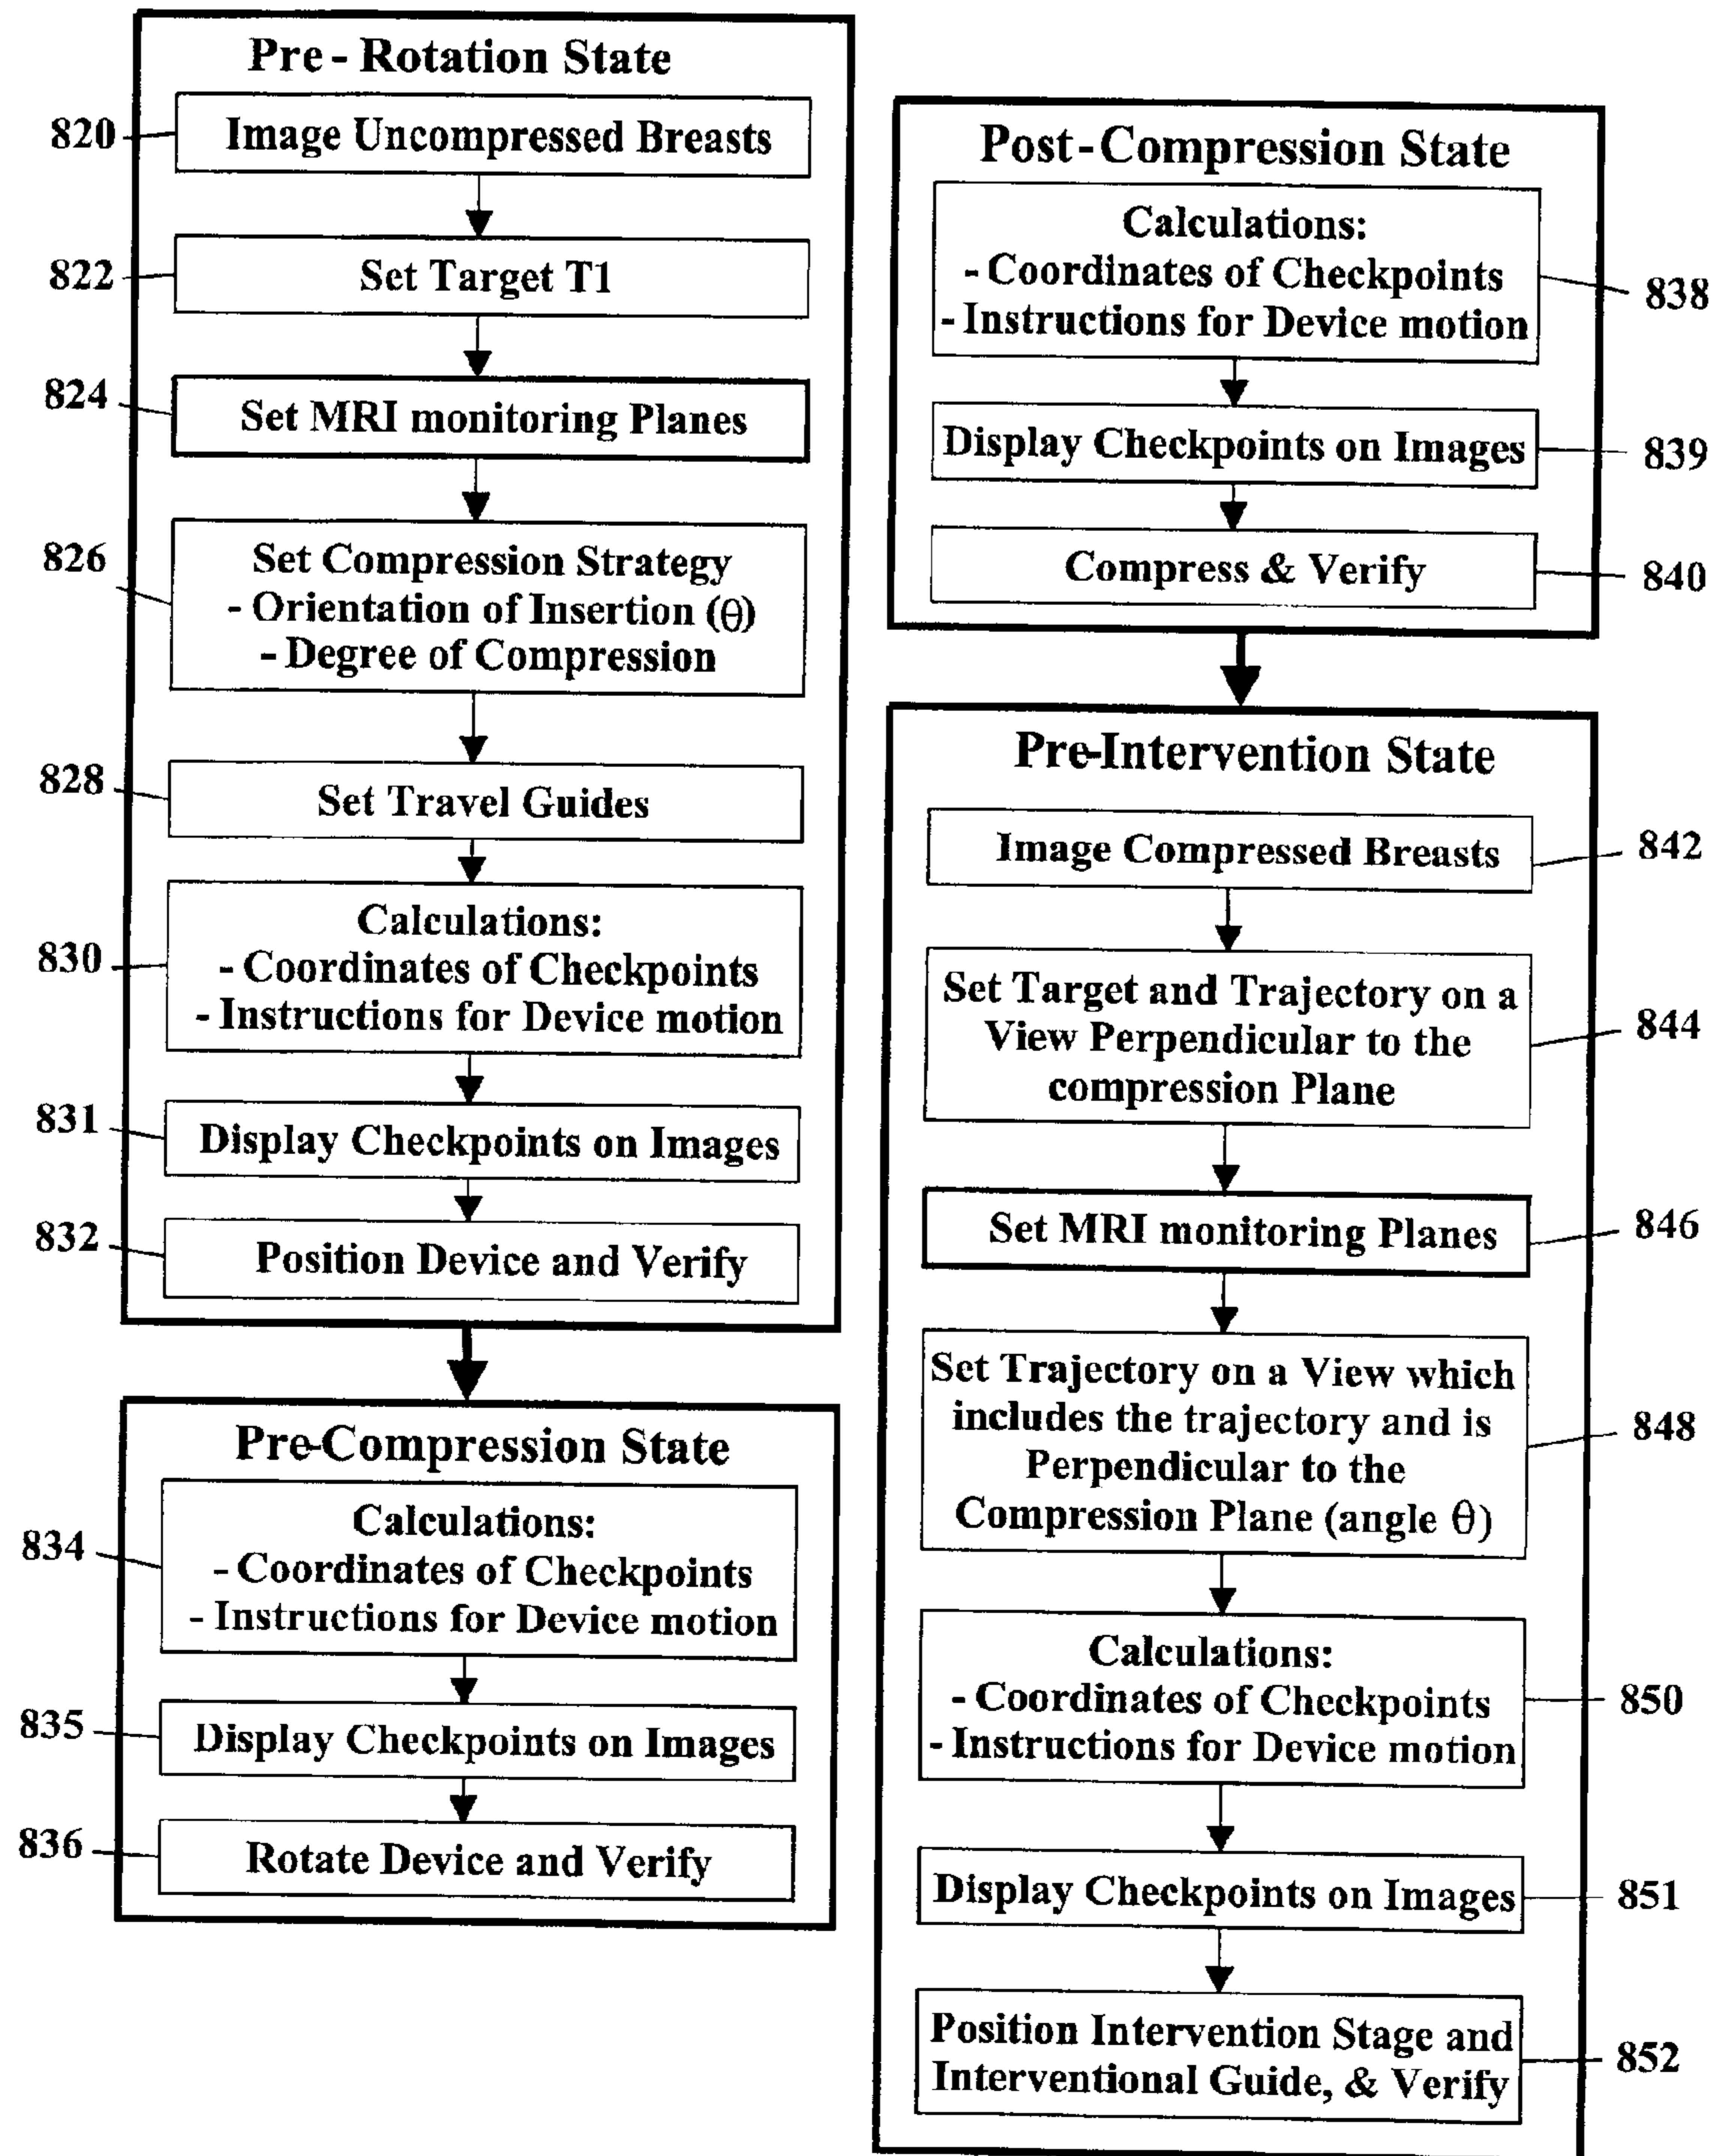 Pre - Rotation State
820
Image Uncompressed Breasts
822
Set Target T1
824
Set MRI monitoring Planes
826
Set Compression Strategy
- Orientation of Insertion (θ)
- Degree of Compression
828
Set Travel Guides
830
Calculations:
- Coordinates of Checkpoints
- Instructions for Device motion
831
Display Checkpoints on Images
832
Position Device and Verify
Pre-Compression State
834
Calculations:
- Coordinates of Checkpoints
- Instructions for Device motion
835
Display Checkpoints on Images
836
Rotate Device and Verify
Post-Compression State
Calculations:
- Coordinates of Checkpoints
- Instructions for Device motion
838
Display Checkpoints on Images
839
Compress & Verify
840
Pre-Intervention State
Image Compressed Breasts
842
Set Target and Trajectory on a
View Perpendicular to the
compression Plane
844
Set MRI monitoring Planes
846
Set Trajectory on a View which
includes the trajectory and is
Perpendicular to the
Compression Plane (angle θ)
848
Calculations:
- Coordinates of Checkpoints
- Instructions for Device motion
850
Display Checkpoints on Images
851
Position Intervention Stage and
Interventional Guide, & Verify
852